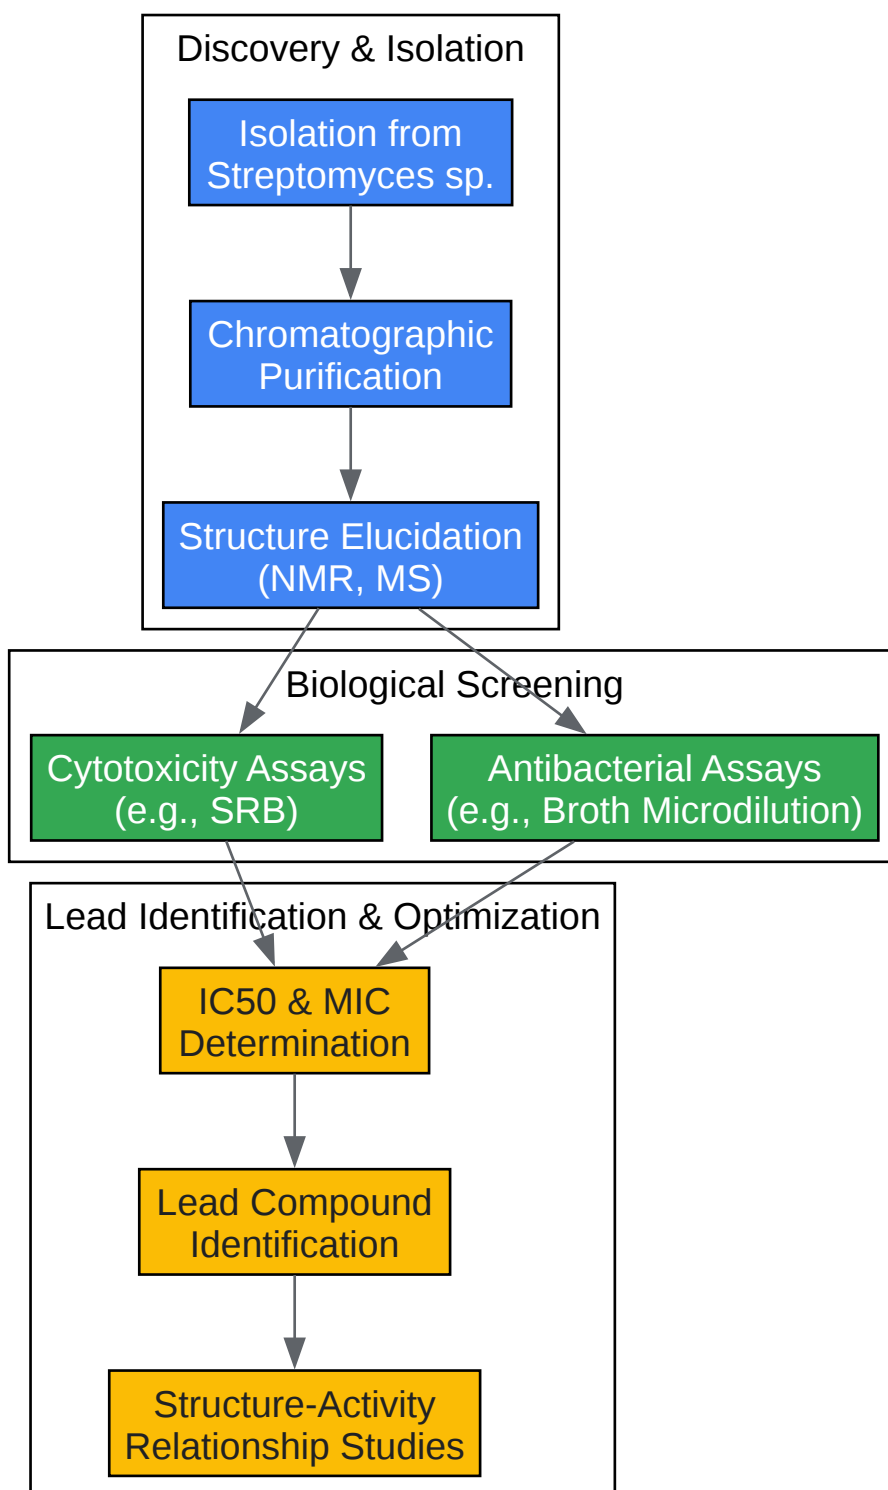 Discovery & Isolation
Isolation from
Streptomyces sp.
Chromatographic
Purification
Structure Elucidation
(NMR, MS)
Biological Screening
Cytotoxicity Assays
(e.g., SRB)
Antibacterial Assays
(e.g., Broth Microdilution)
Lead Identification & Optimization
IC50 & MIC
Determination
Lead Compound
Identification
Structure-Activity
Relationship Studies